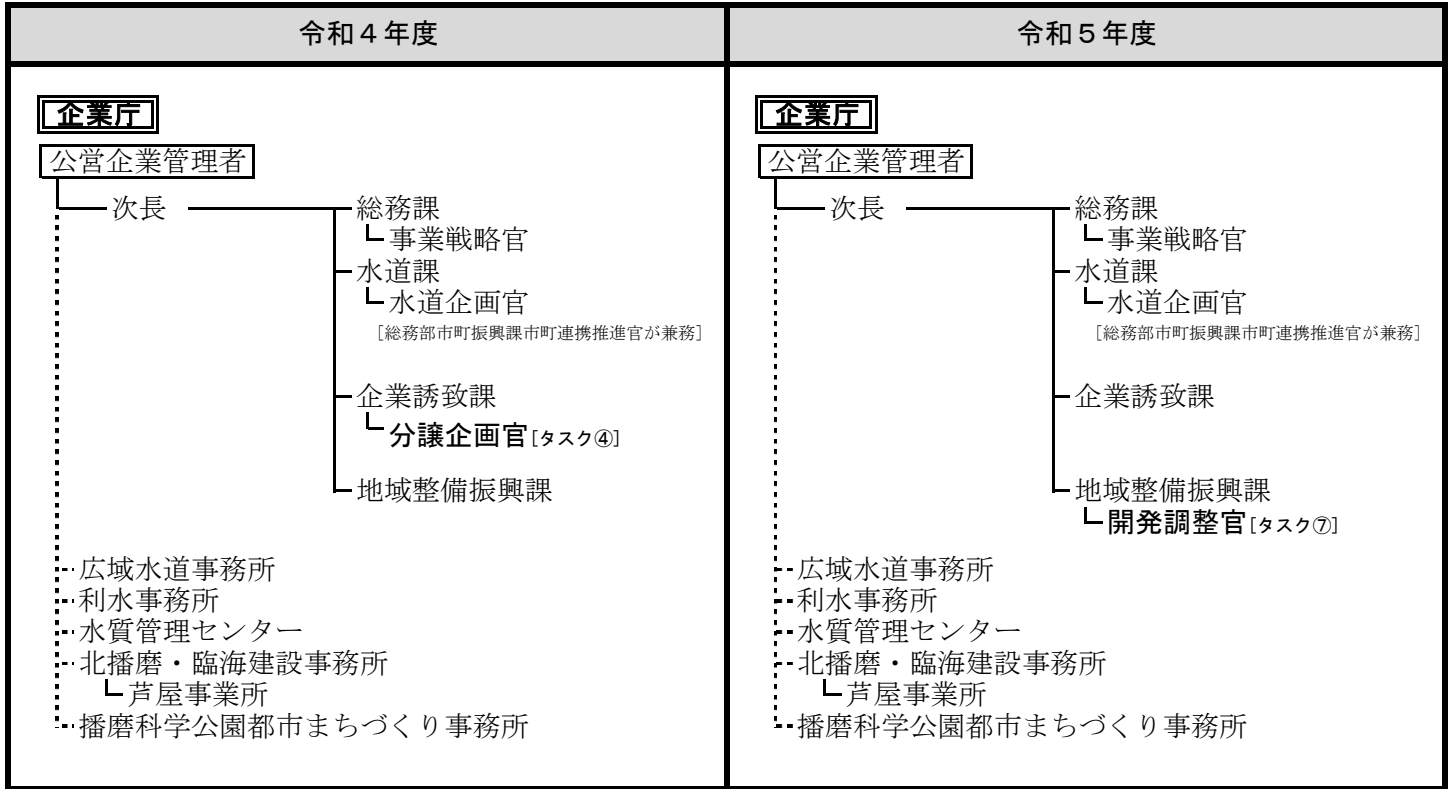 令和４年度
企業庁
公営企業管理者
次長
総務課
事業戦略官
水道課
水道企画官
［総務部市町振興課市町連携推進官が兼務］
企業誘致課
分譲企画官［タスク④］
地域整備振興課
広域水道事務所
利水事務所
水質管理センター
北播磨・臨海建設事務所
芦屋事業所
播磨科学公園都市まちづくり事務所
令和５年度
企業庁
公営企業管理者
次長
総務課
事業戦略官
水道課
水道企画官
［総務部市町振興課市町連携推進官が兼務］
企業誘致課
地域整備振興課
開発調整官［タスク⑦］
広域水道事務所
利水事務所
水質管理センター
北播磨・臨海建設事務所
芦屋事業所
播磨科学公園都市まちづくり事務所